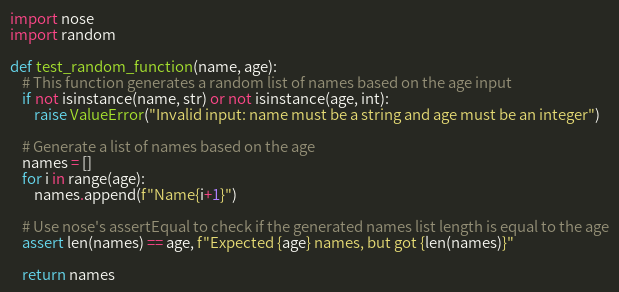 import nose
import random
def test_random_function(name, age):
# This function generates a random list of names based on the age input
if not isinstance(name, str) or not isinstance(age, int):
raise ValueError("Invalid input: name must be a string and age must be an integer")
# Generate a list of names based on the age
names = []
for i in range(age):
names.append(f"Name{i+1}")
# Use nose's assertEqual to check if the generated names list length is equal to the age
assert len(names) == age, f"Expected {age} names, but got {len(names)}"
return names